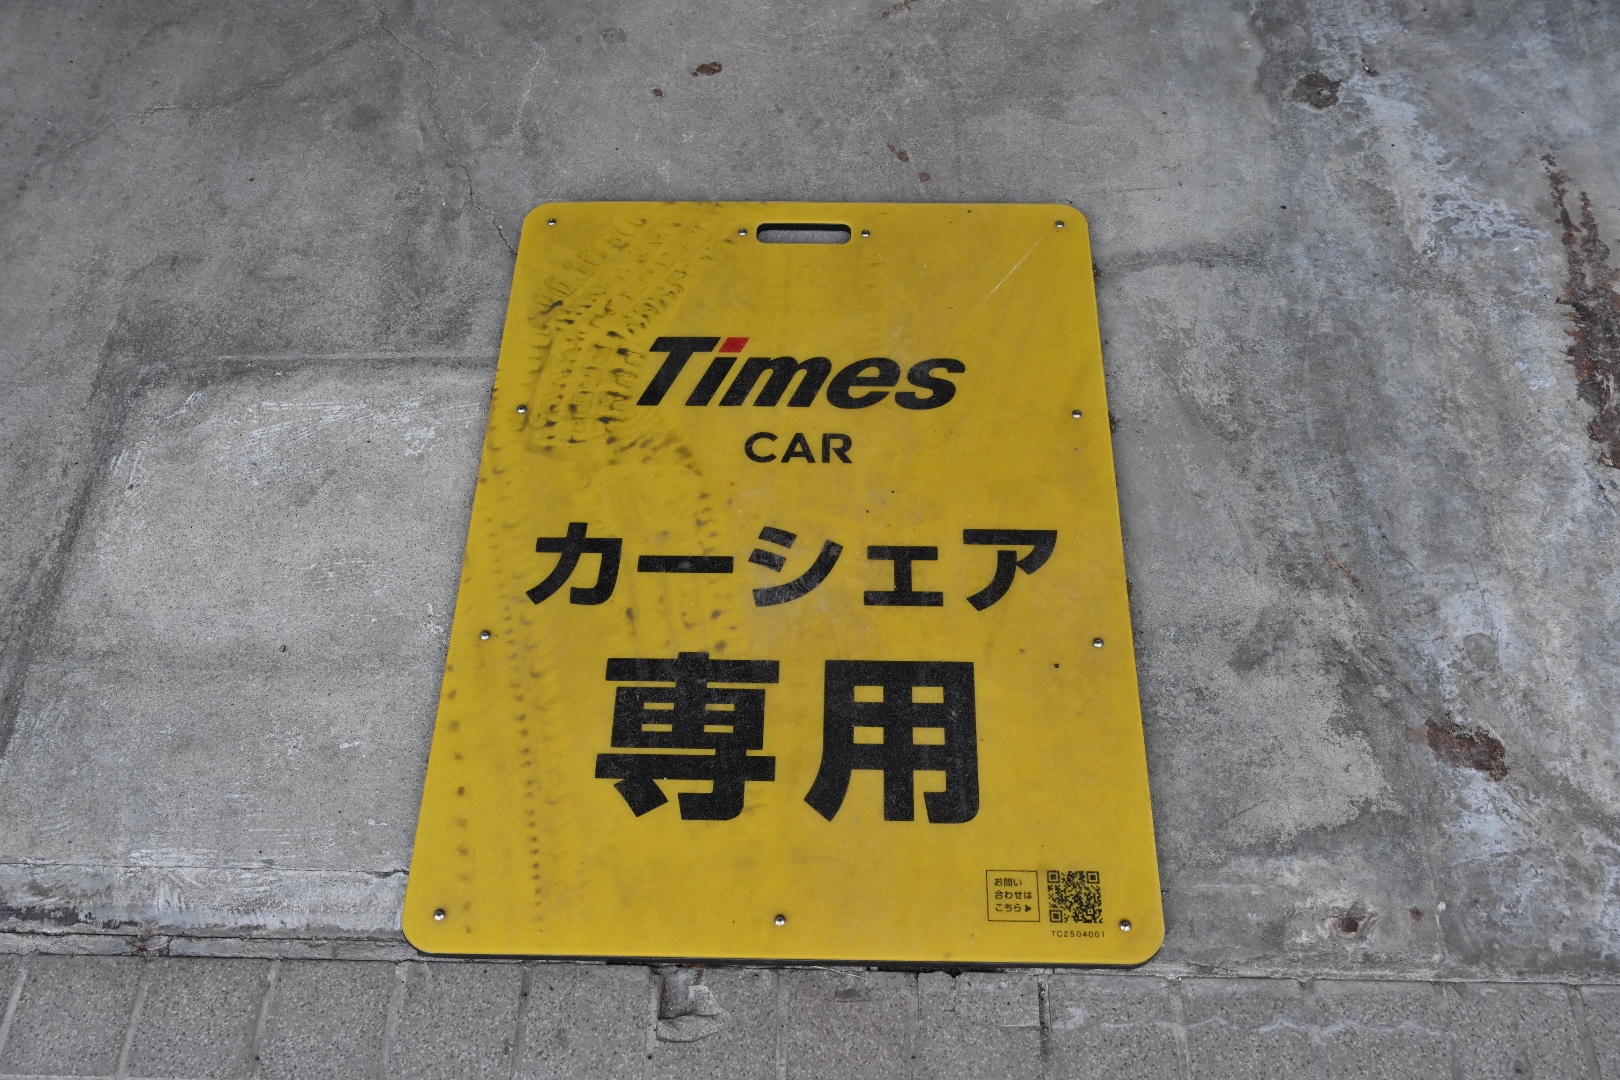 Times
CAR
カーシェア
専用
お問い
合わせは
こちら▶
TC2504001